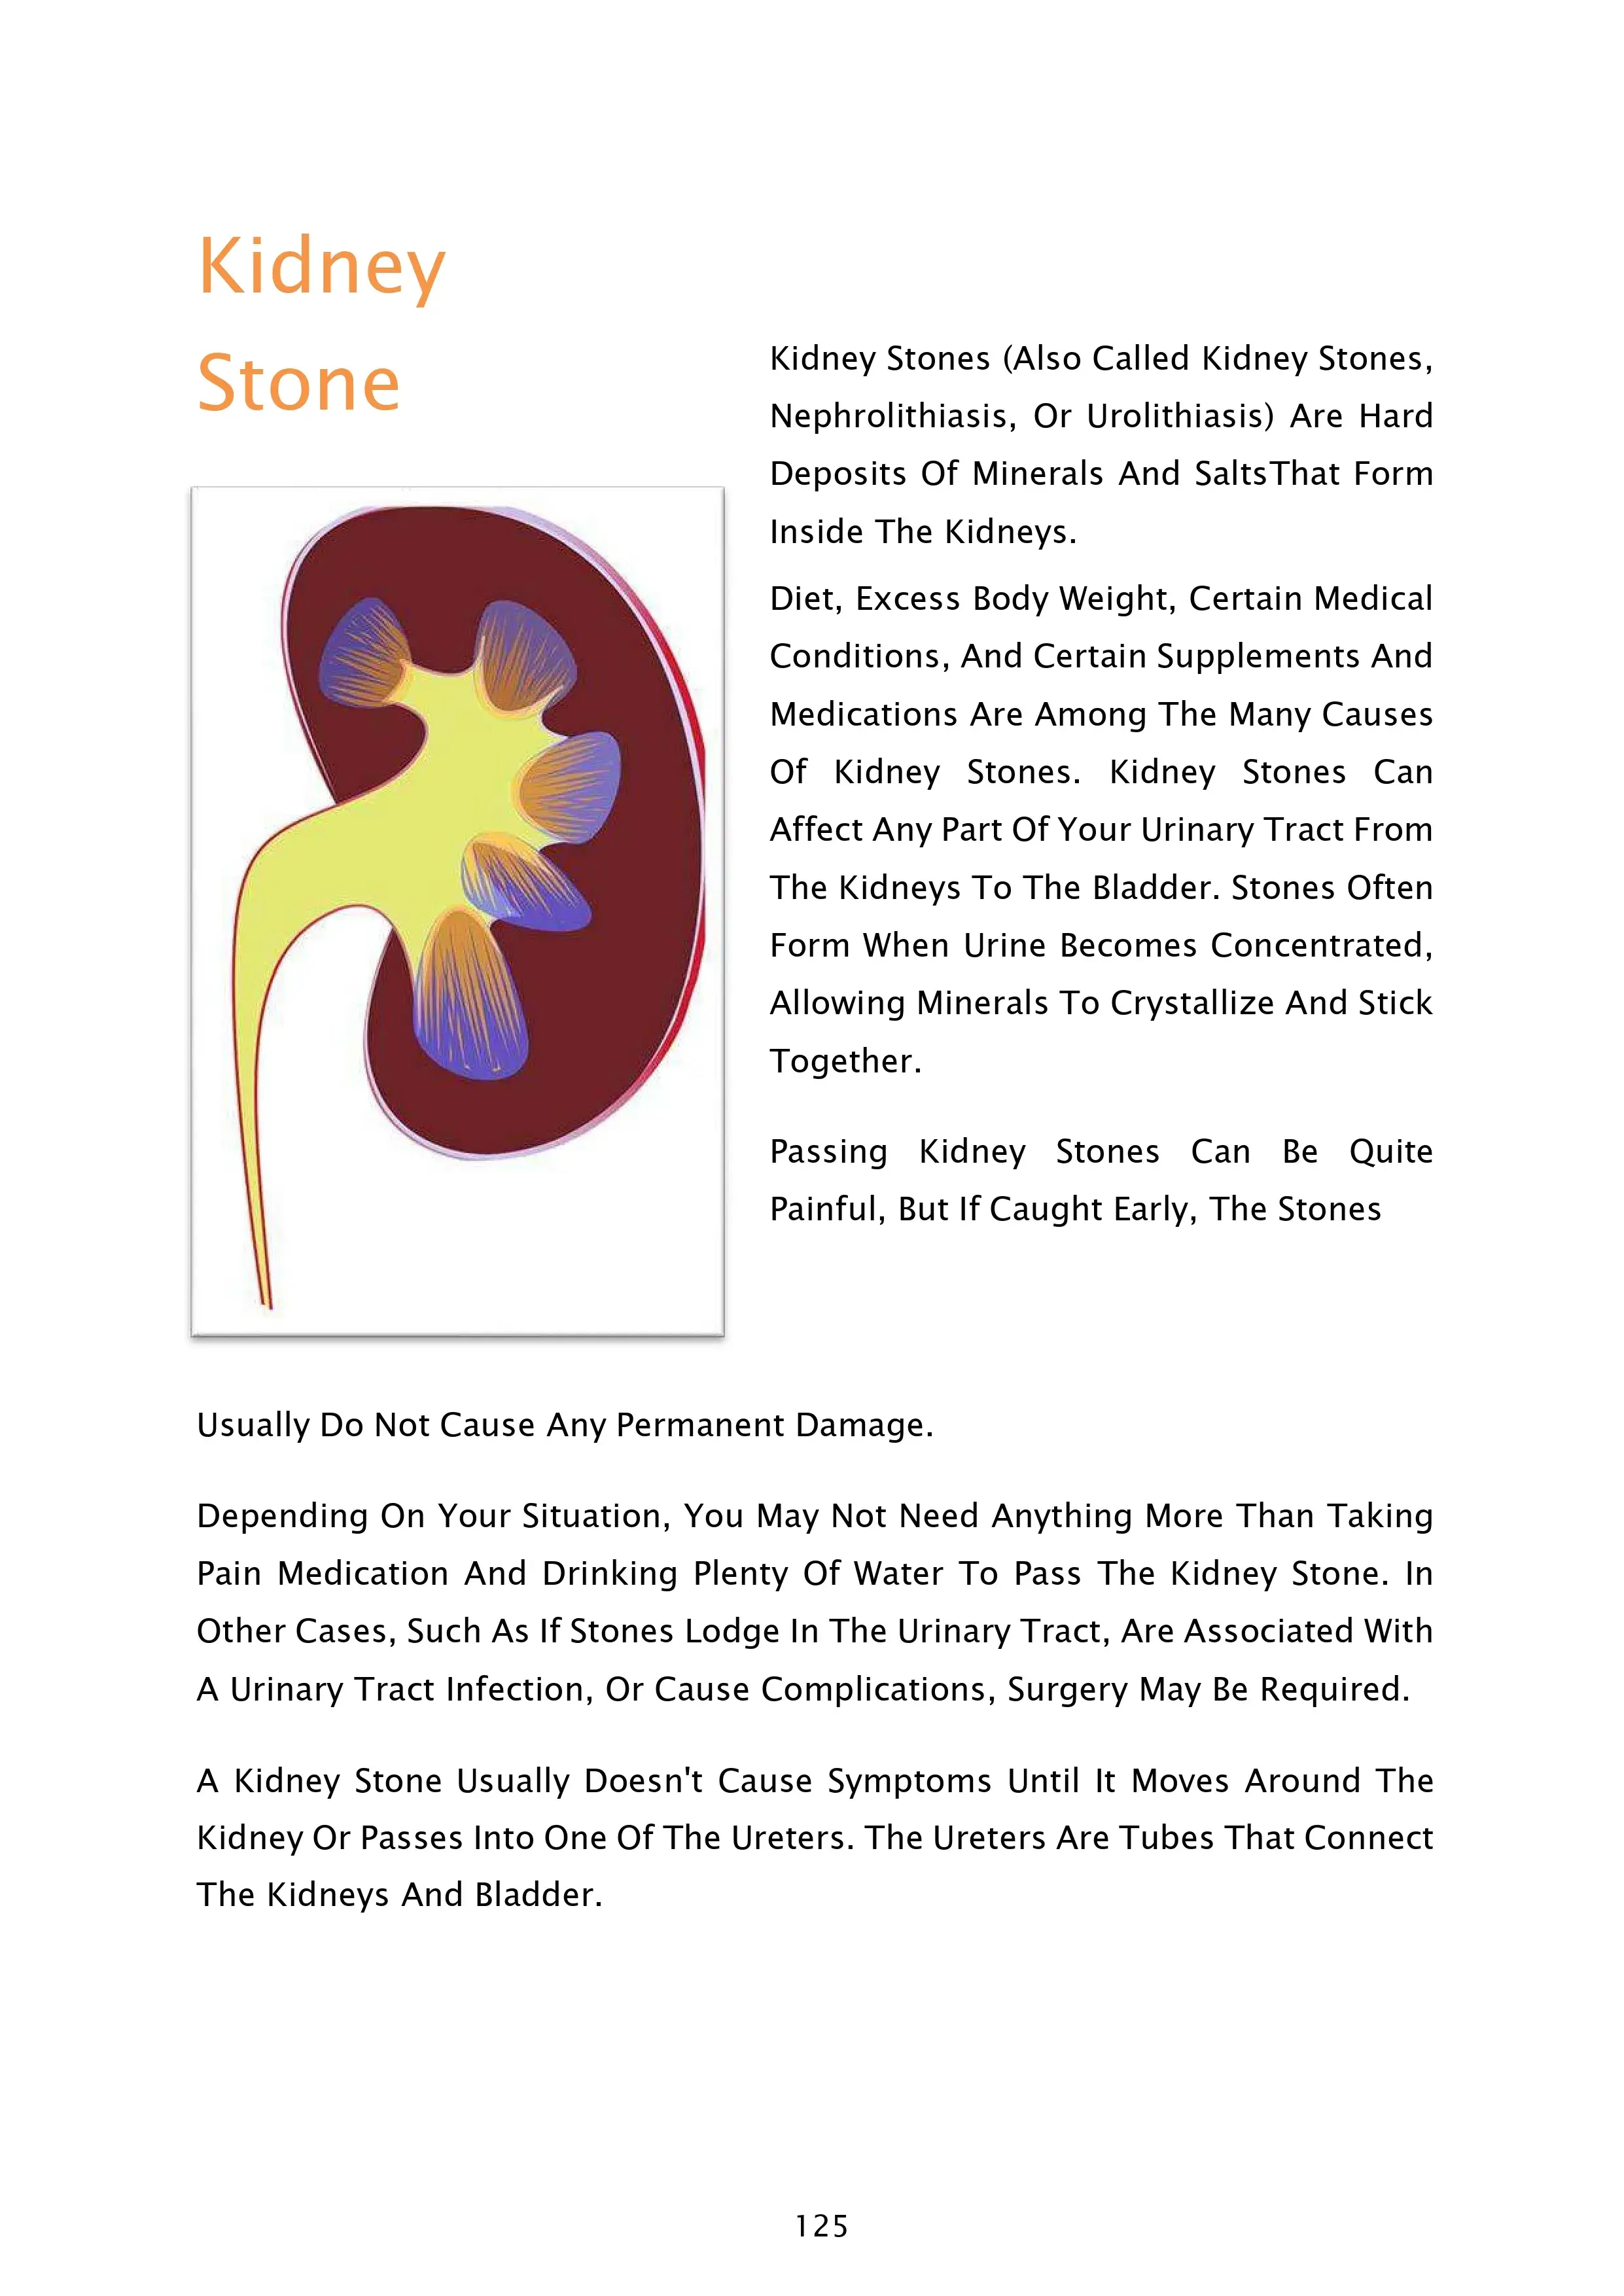 Kidney
Stone
Kidney Stones (Also Called Kidney Stones,
Nephrolithiasis, Or Urolithiasis) Are Hard
Deposits Of Minerals And SaltsThat Form
Inside The Kidneys.
Diet, Excess Body Weight, Certain Medical
Conditions, And Certain Supplements And
Medications Are Among The Many Causes
Of Kidney Stones. Kidney Stones Can
Affect Any Part Of Your Urinary Tract From
The Kidneys To The Bladder. Stones Often
Form When Urine Becomes Concentrated,
Allowing Minerals To Crystallize And Stick
Together.
Passing Kidney Stones Can Be Quite
Painful, But If Caught Early, The Stones
Usually Do Not Cause Any Permanent Damage.
Depending On Your Situation, You May Not Need Anything More Than Taking
Pain Medication And Drinking Plenty Of Water To Pass The Kidney Stone. In
Other Cases, Such As If Stones Lodge In The Urinary Tract, Are Associated With
A Urinary Tract Infection, Or Cause Complications, Surgery May Be Required.
A Kidney Stone Usually Doesn't Cause Symptoms Until It Moves Around The
Kidney Or Passes Into One Of The Ureters. The Ureters Are Tubes That Connect
The Kidneys And Bladder.
125